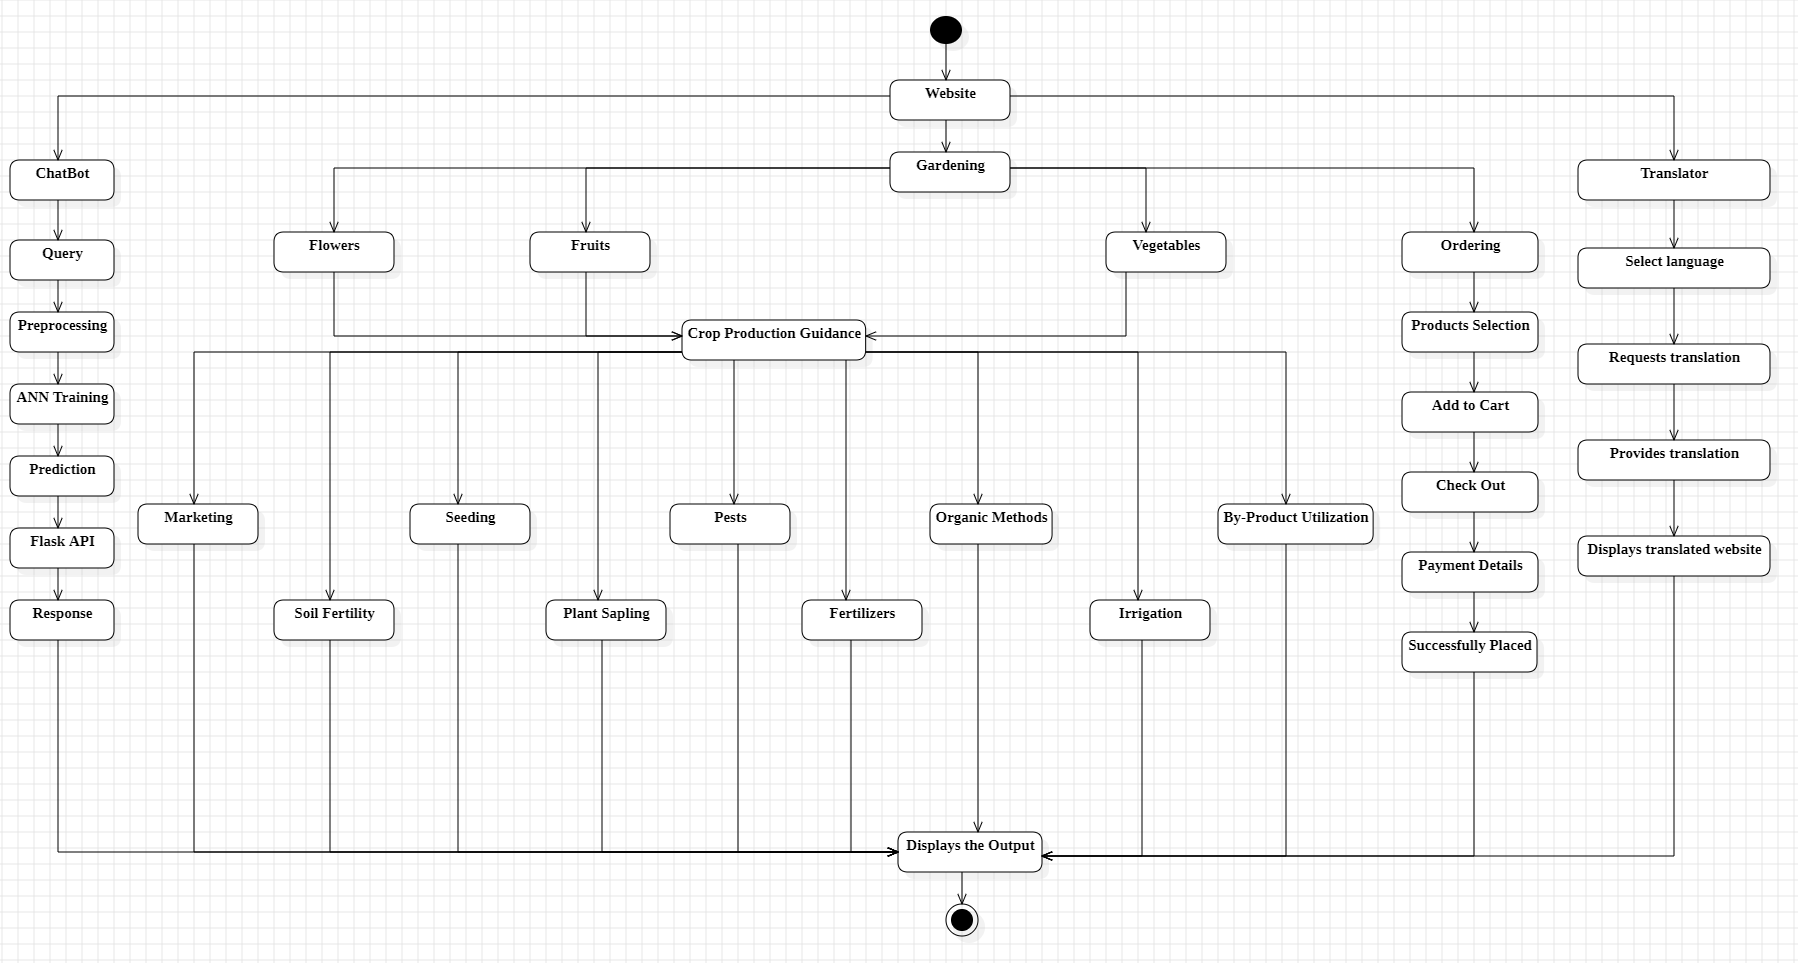 Website
Gardening
ChatBot
Translator
Flowers
Fruits
Vegetables
Ordering
Query
Select language
Preprocessing
Crop Production Guidance
Products Selection
Requests translation
ANN Training
Add to Cart
Provides translation
Prediction
Check Out
Marketing
Seeding
Pests
Organic Methods
By-Product Utilization
Flask API
Displays translated website
Payment Details
Response
Soil Fertility
Plant Sapling
Fertilizers
Irrigation
Successfully Placed
Displays the Output